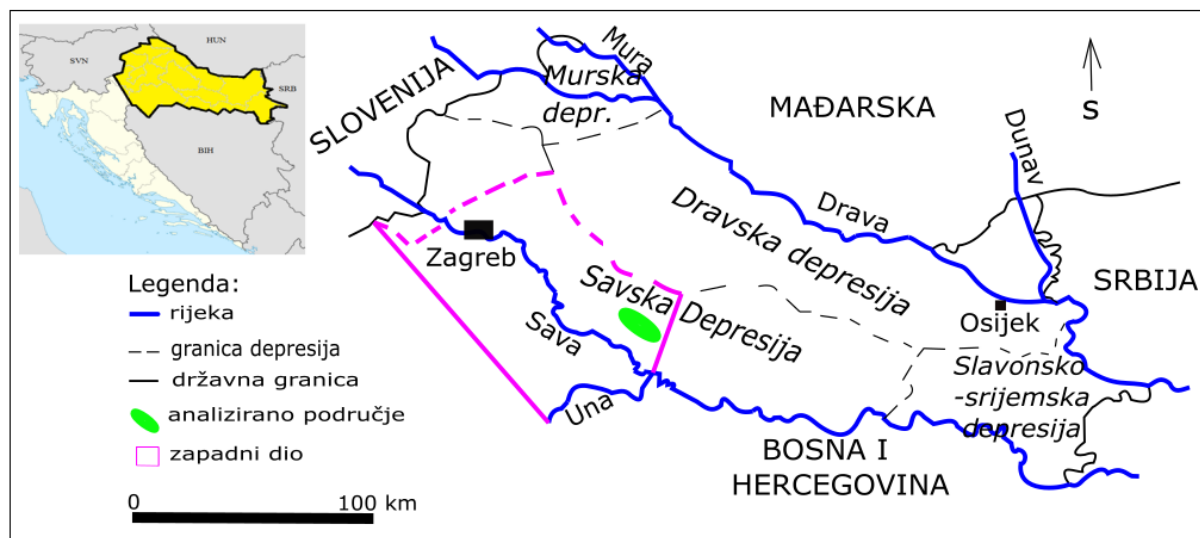 HUN
SVN
SRB
BIH
SLOVENIJA
Mura
Murska
depr.
MAĐARSKA
S
Dunav
Drava
Dravska depresija
SRBIJA
Zagreb
Savska Depresija
Osijek
Sava
Una
Slavonsko
-srijemska
depresija
BOSNA I
HERCEGOVINA
Legenda:
rijeka
granica depresija
državna granica
analizirano područje
zapadni dio
0 100 km